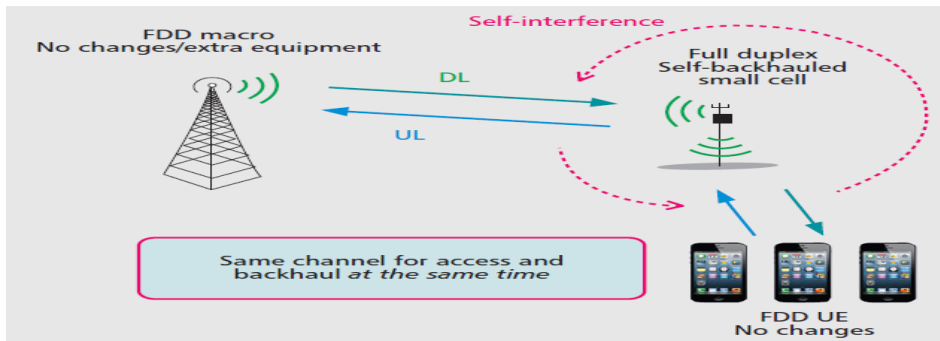 Self-interference
FDD macro
No changes/extra equipment
DL
UL
Full duplex
Self-backhauled
small cell
Same channel for access and
backhaul at the same time
FDD UE
No changes